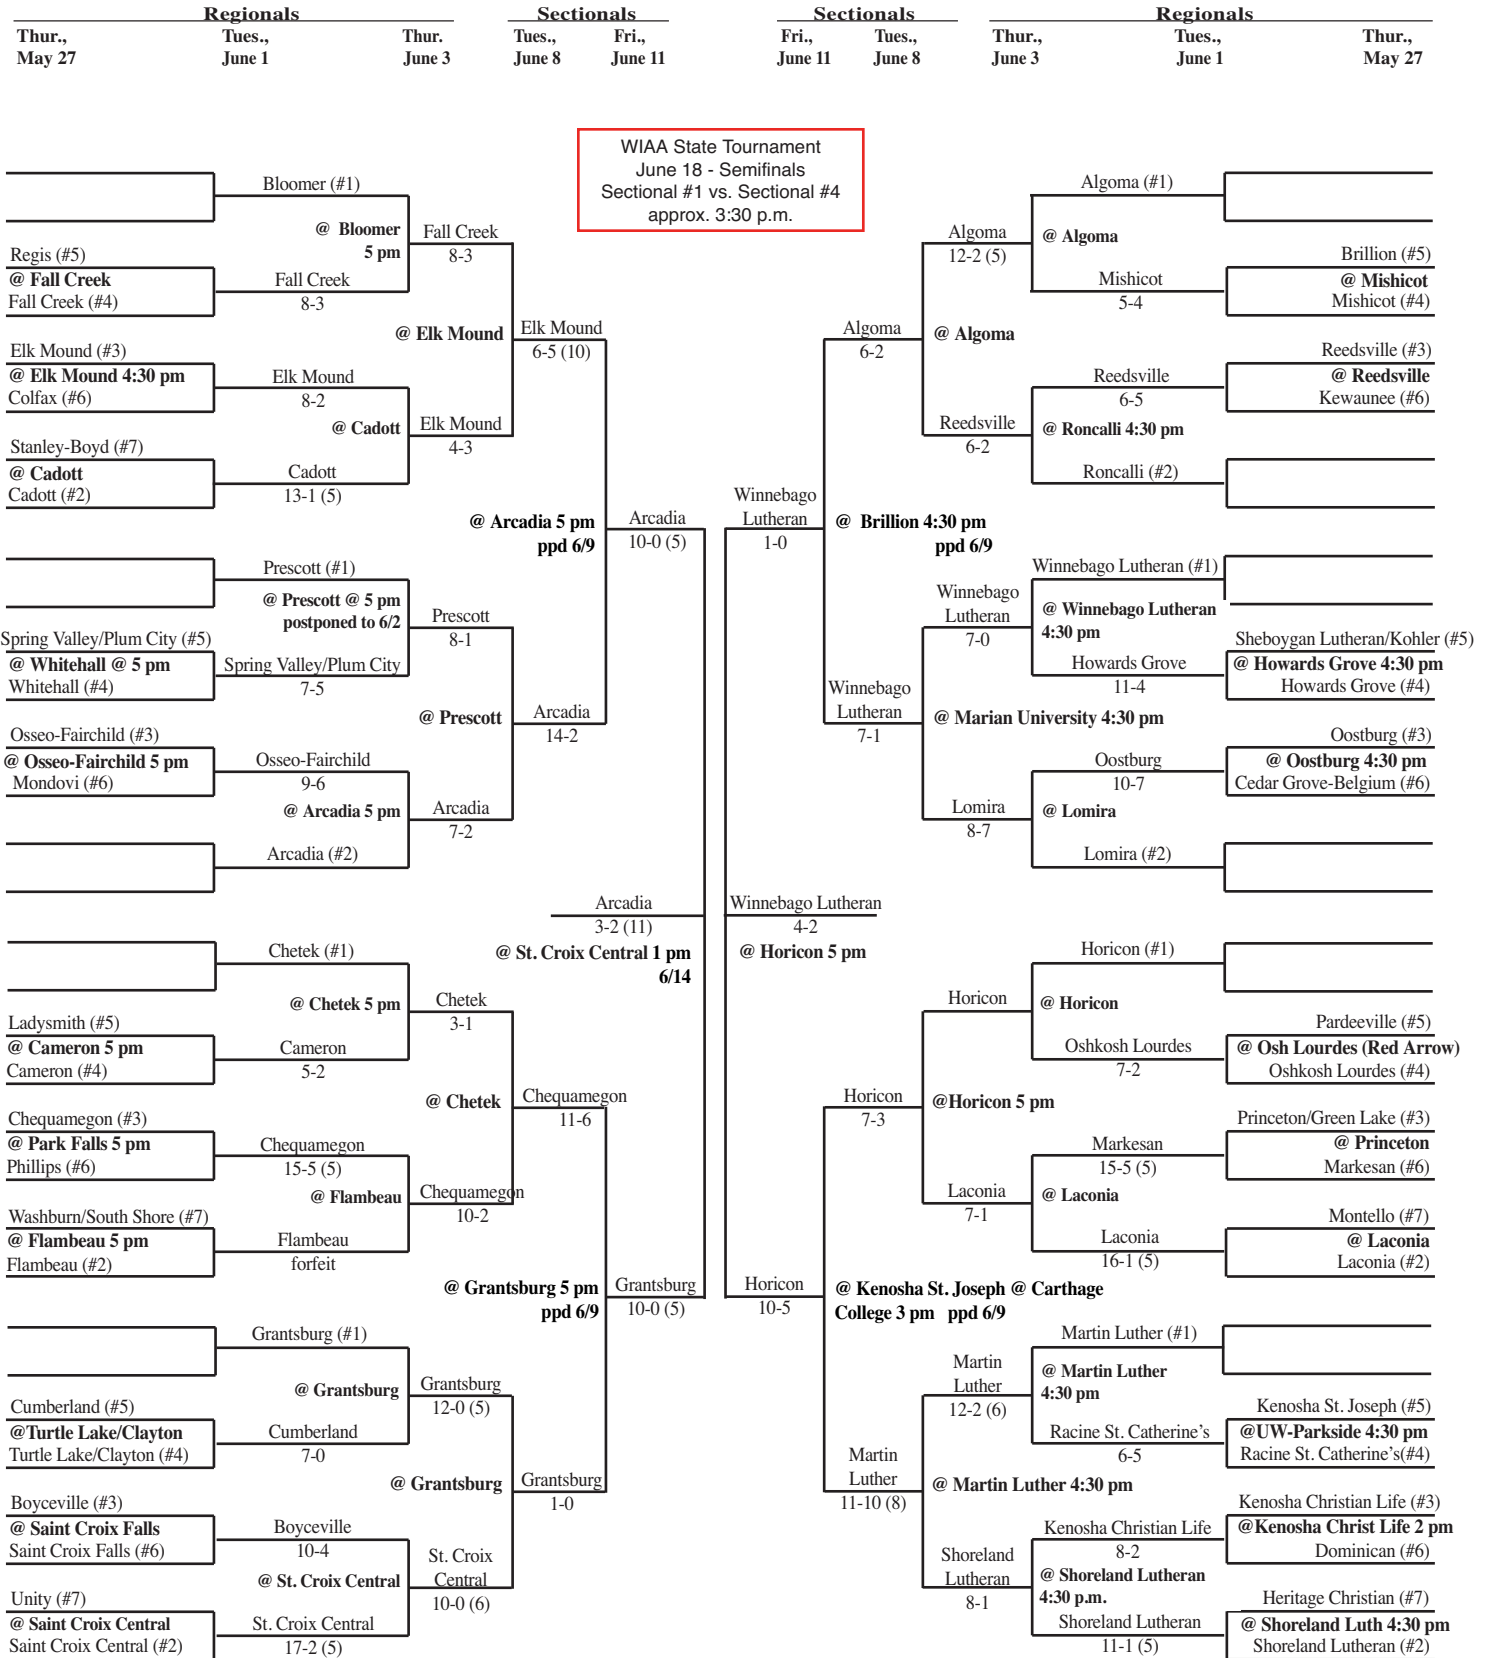 Regionals
Sectionals
Sectionals
Regionals
Thur., May 27
Tues., June 1
Thur. June 3
Tues., June 8
Fri., June 11
Fri., June 11
Tues., June 8
Thur., June 3
Tues., June 1
Thur., May 27
WIAA State Tournament
June 18 - Semifinals
Sectional #1 vs. Sectional #4
approx. 3:30 p.m.
Bloomer (#1)
@ Bloomer
5 pm
Regis (#5)
@ Fall Creek
Fall Creek (#4)
Fall Creek
8-3
Fall Creek
8-3
@ Elk Mound
Elk Mound (#3)
@ Elk Mound 4:30 pm
Colfax (#6)
Elk Mound
8-2
@ Cadott
Elk Mound
4-3
Stanley-Boyd (#7)
@ Cadott
Cadott (#2)
Cadott
13-1 (5)
Elk Mound
6-5 (10)
@ Arcadia 5 pm
ppd 6/9
Arcadia
10-0 (5)
Prescott (#1)
@ Prescott @ 5 pm
postponed to 6/2
Prescott
8-1
Spring Valley/Plum City (#5)
@ Whitehall @ 5 pm
Whitehall (#4)
Spring Valley/Plum City
7-5
@ Prescott
Arcadia
14-2
Osseo-Fairchild (#3)
@ Osseo-Fairchild 5 pm
Mondovi (#6)
Osseo-Fairchild
9-6
@ Arcadia 5 pm
Arcadia
7-2
Arcadia (#2)
Arcadia
3-2 (11)
@ St. Croix Central 1 pm
6/14
Chetek (#1)
@ Chetek 5 pm
Chetek
3-1
Ladysmith (#5)
@ Cameron 5 pm
Cameron (#4)
Cameron
5-2
@ Chetek
Chequamegon
11-6
Chequamegon (#3)
@ Park Falls 5 pm
Phillips (#6)
Chequamegon
15-5 (5)
@ Flambeau
Chequamegon
10-2
Washburn/South Shore (#7)
@ Flambeau 5 pm
Flambeau (#2)
Flambeau
forfeit
@ Grantsburg 5 pm
ppd 6/9
Grantsburg
10-0 (5)
Grantsburg (#1)
@ Grantsburg
Grantsburg
12-0 (5)
Cumberland (#5)
@Turtle Lake/Clayton
Turtle Lake/Clayton (#4)
Cumberland
7-0
@ Grantsburg
Grantsburg
1-0
Boyceville (#3)
@ Saint Croix Falls
Saint Croix Falls (#6)
Boyceville
10-4
@ St. Croix Central
St. Croix
Central
10-0 (6)
Unity (#7)
@ Saint Croix Central
Saint Croix Central (#2)
St. Croix Central
17-2 (5)
Algoma (#1)
@ Algoma
Algoma
12-2 (5)
Brillion (#5)
@ Mishicot
Mishicot (#4)
Mishicot
5-4
Algoma
6-2
@ Algoma
Reedsville (#3)
@ Reedsville
Kewaunee (#6)
Reedsville
6-5
Reedsville
6-2
@ Roncalli 4:30 pm
Roncalli (#2)
Winnebago
Lutheran
1-0
@ Brillion 4:30 pm
ppd 6/9
Winnebago Lutheran (#1)
Winnebago
Lutheran
7-0
@ Winnebago Lutheran
4:30 pm
Sheboygan Lutheran/Kohler (#5)
@ Howards Grove 4:30 pm
Howards Grove (#4)
Howards Grove
11-4
Winnebago
Lutheran
7-1
@ Marian University 4:30 pm
Oostburg (#3)
@ Oostburg 4:30 pm
Cedar Grove-Belgium (#6)
Oostburg
10-7
Lomira
8-7
@ Lomira
Lomira (#2)
Winnebago Lutheran
4-2
@ Horicon 5 pm
Horicon (#1)
Horicon
@ Horicon
Pardeeville (#5)
@ Osh Lourdes (Red Arrow)
Oshkosh Lourdes (#4)
Oshkosh Lourdes
7-2
Horicon
7-3
@Horicon 5 pm
Princeton/Green Lake (#3)
@ Princeton
Markesan (#6)
Markesan
15-5 (5)
Laconia
7-1
@ Laconia
Montello (#7)
@ Laconia
Laconia (#2)
Laconia
16-1 (5)
Horicon
10-5
@ Kenosha St. Joseph @ Carthage
College 3 pm ppd 6/9
Martin Luther (#1)
Martin
Luther
12-2 (6)
@ Martin Luther
4:30 pm
Kenosha St. Joseph (#5)
@UW-Parkside 4:30 pm
Racine St. Catherine's(#4)
Racine St. Catherine's
6-5
Martin
Luther
11-10 (8)
@ Martin Luther 4:30 pm
Kenosha Christian Life (#3)
@Kenosha Christ Life 2 pm
Dominican (#6)
Kenosha Christian Life
8-2
Shoreland
Lutheran
8-1
@ Shoreland Lutheran
4:30 p.m.
Heritage Christian (#7)
@ Shoreland Luth 4:30 pm
Shoreland Lutheran (#2)
Shoreland Lutheran
11-1 (5)